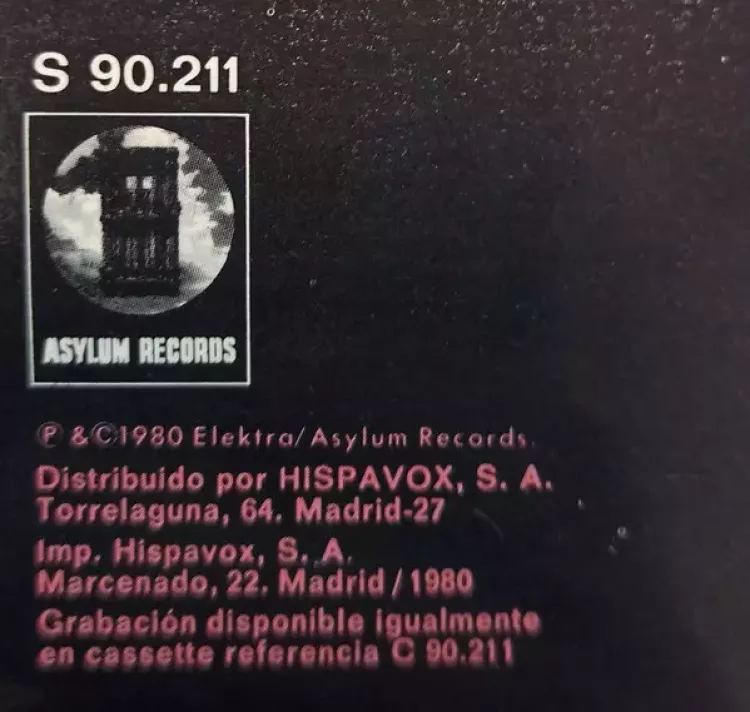 S 90.211
ASYLUM RECORDS
Ⓟ &©1980 Elektra/Asylum Records.
Distribuido por HISPAVOX, S. A.
Torrelaguna, 64. Madrid-27
Imp. Hispavox, S. A.
Marcenado, 22. Madrid/1980
Grabación disponible igualmente
en cassette referencia C 90.211